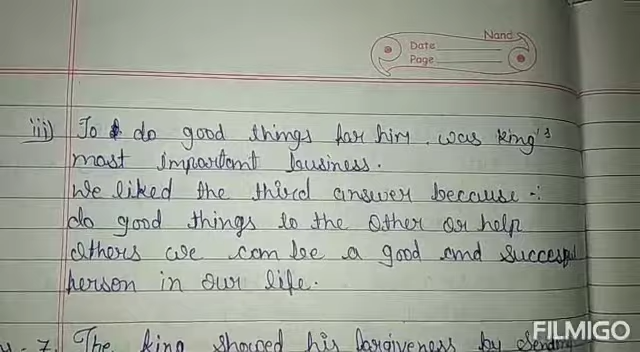 Nand
Date
Page
iii) To do good things for him was king's
most important business.
We liked the third answer because :
do good things to the other or help
others we can be a good and succesful
person in our life.
7. The king showed his forgiveness by sending
FILMIGO